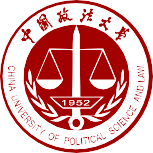 中国政法大学
1952
CHINA UNIVERSITY OF POLITICAL SCIENCE AND LAW